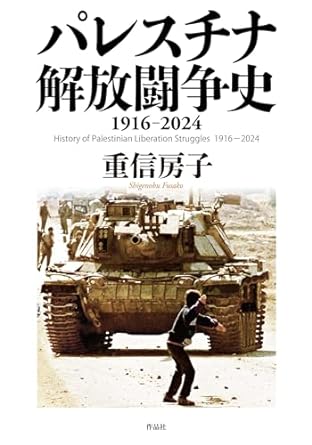 パレスチナ
解放闘争史
1916-2024
History of Palestinian Liberation Struggles 1916－2024
重信房子
Shigenobu Fusako
作品社